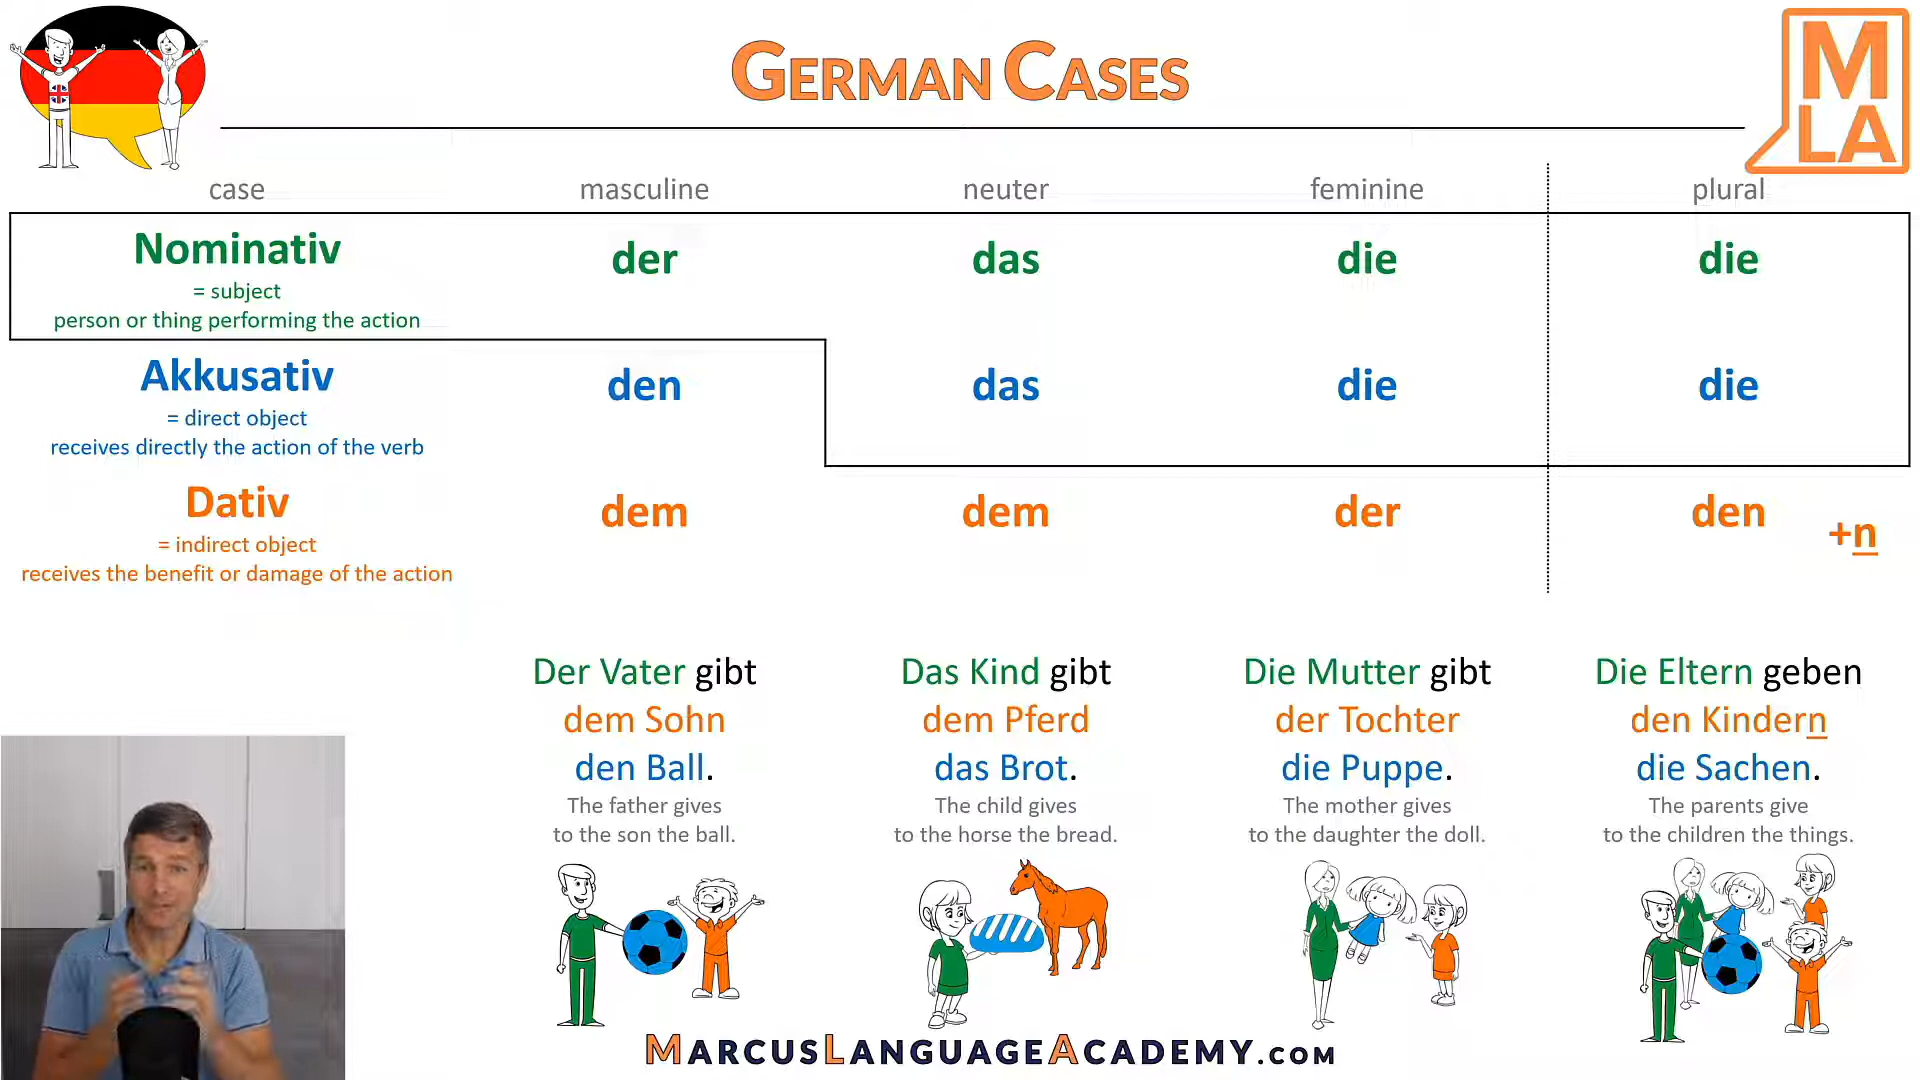 GERMAN CASES
M
LA
case masculine neuter feminine plural
Nominativ der das die die
= subject
person or thing performing the action
Akkusativ den das die die
= direct object
receives directly the action of the verb
Dativ dem dem der den +n
= indirect object
receives the benefit or damage of the action
Der Vater gibt
dem Sohn
den Ball.
The father gives
to the son the ball.
Das Kind gibt
dem Pferd
das Brot.
The child gives
to the horse the bread.
Die Mutter gibt
der Tochter
die Puppe.
The mother gives
to the daughter the doll.
Die Eltern geben
den Kindern
die Sachen.
The parents give
to the children the things.
MARCUSLANGUAGEACADEMY.COM